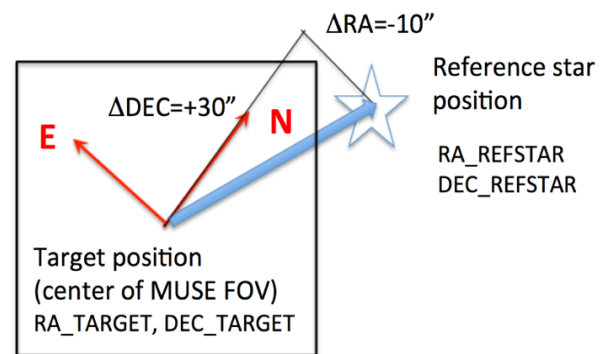 ΔRA=-10”
Reference star
position
ΔDEC=+30”
N
E
RA_REFSTAR
DEC_REFSTAR
Target position
(center of MUSE FOV)
RA_TARGET, DEC_TARGET